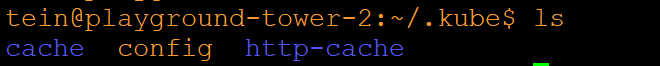 tein@playground-tower-2:~/.kube$ ls
cache  config  http-cache